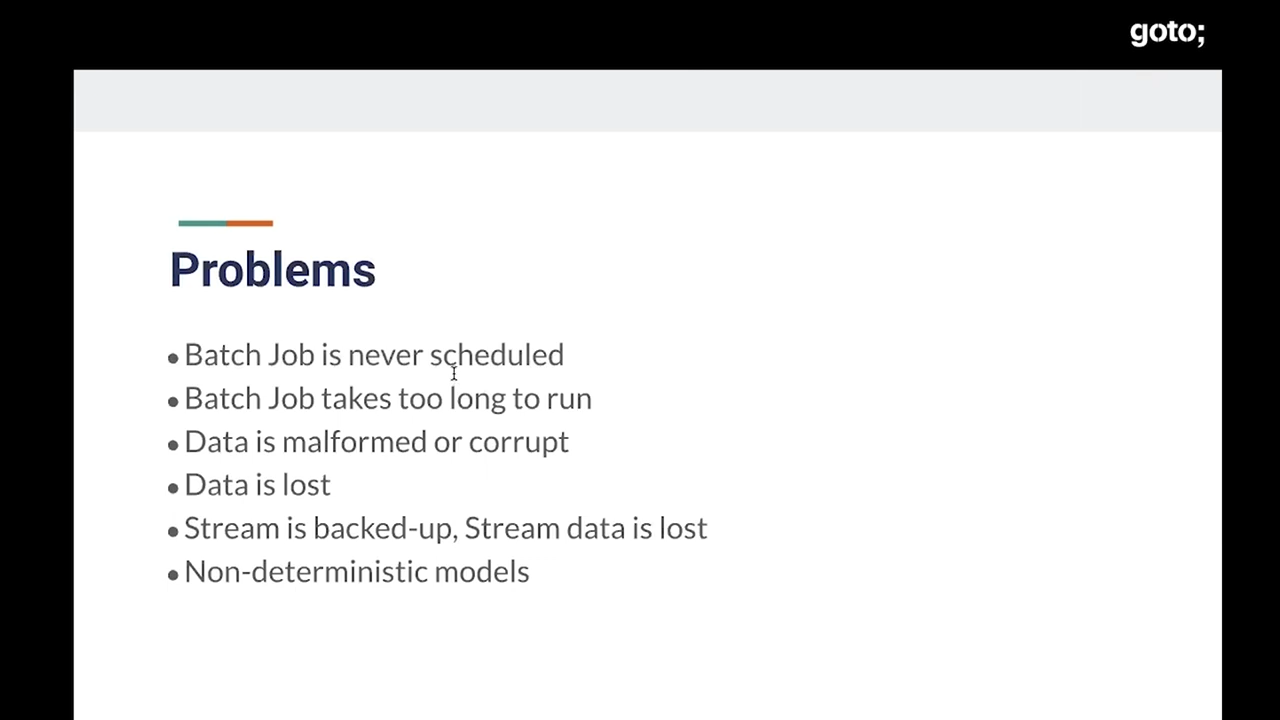 goto;
Problems
• Batch Job is never scheduled
• Batch Job takes too long to run
• Data is malformed or corrupt
• Data is lost
• Stream is backed-up, Stream data is lost
• Non-deterministic models